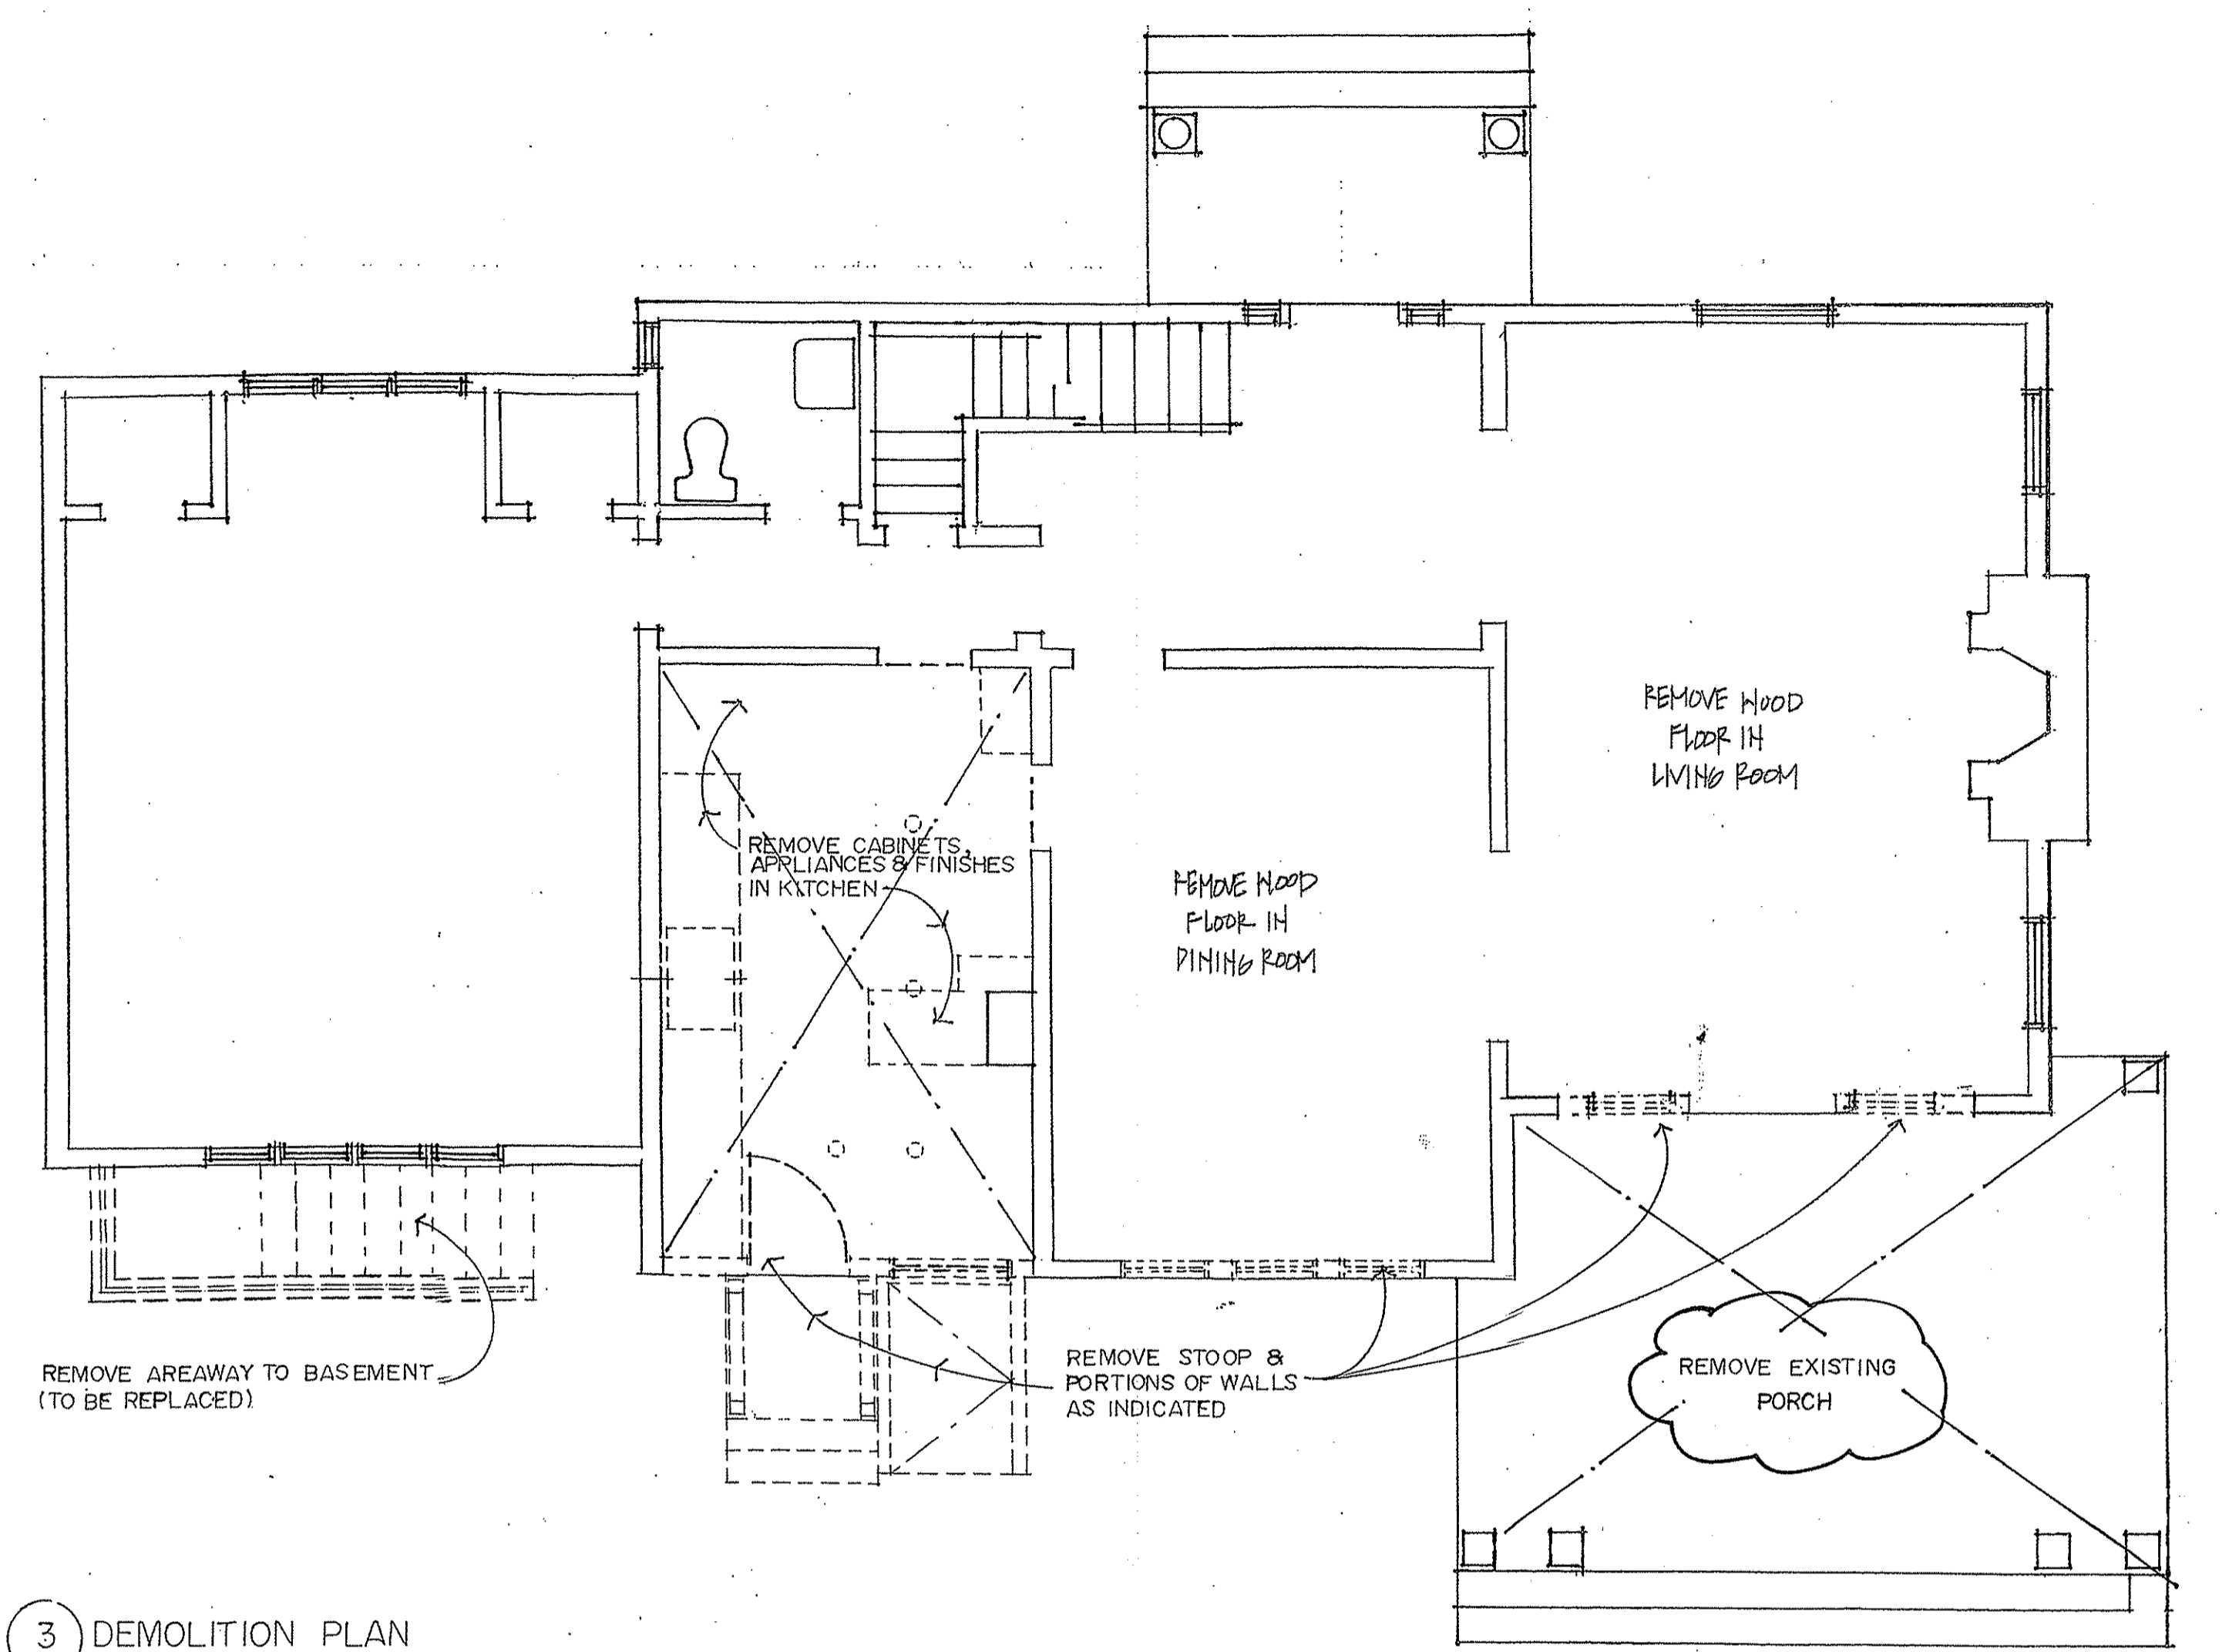 REMOVE WOOD
FLOOR IN
LIVING ROOM
REMOVE CABINETS,
APPLIANCES & FINISHES
IN KITCHEN
REMOVE WOOD
FLOOR IN
DINING ROOM
REMOVE AREAWAY TO BASEMENT
(TO BE REPLACED)
REMOVE STOOP &
PORTIONS OF WALLS
AS INDICATED
REMOVE EXISTING
PORCH
3 DEMOLITION PLAN